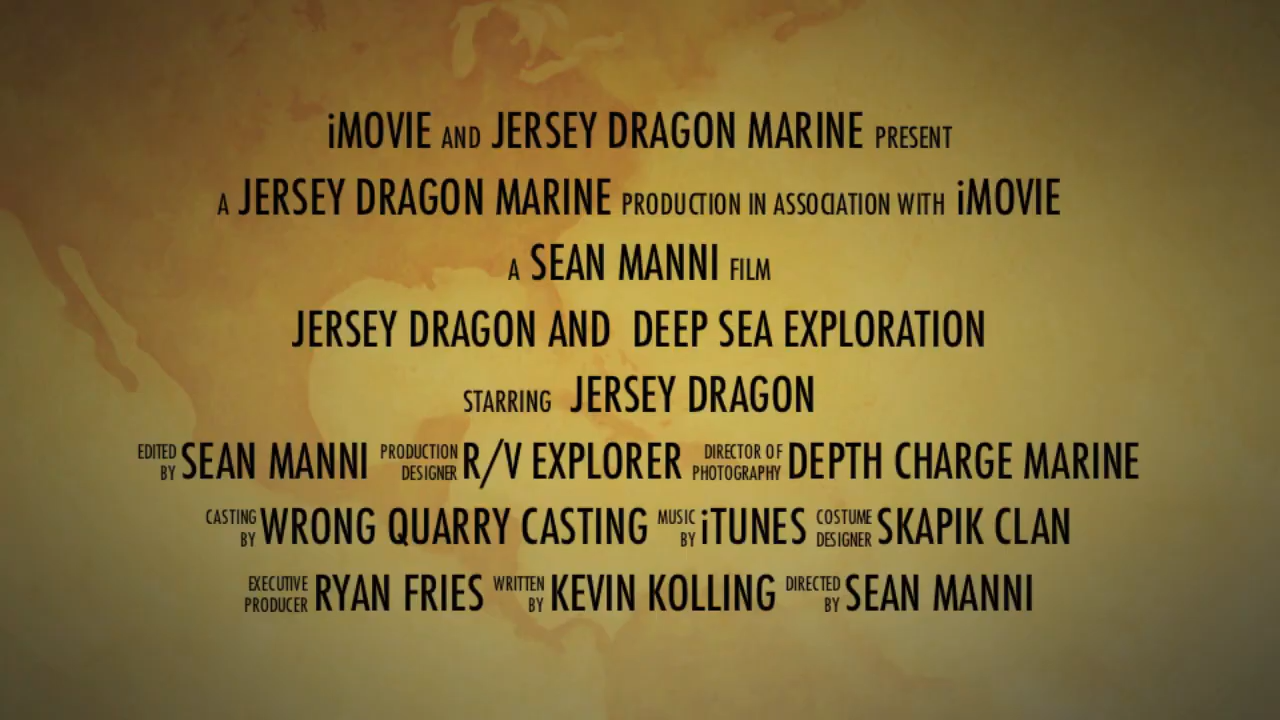 iMOVIE AND JERSEY DRAGON MARINE PRESENT
A JERSEY DRAGON MARINE PRODUCTION IN ASSOCIATION WITH iMOVIE
A SEAN MANNI FILM
JERSEY DRAGON AND DEEP SEA EXPLORATION
STARRING JERSEY DRAGON
EDITED BY SEAN MANNI PRODUCTION DESIGNER R/V EXPLORER DIRECTOR OF PHOTOGRAPHY DEPTH CHARGE MARINE
CASTING BY WRONG QUARRY CASTING MUSIC BY iTUNES COSTUME DESIGNER SKAPIK CLAN
EXECUTIVE PRODUCER RYAN FRIES WRITTEN BY KEVIN KOLLING DIRECTED BY SEAN MANNI